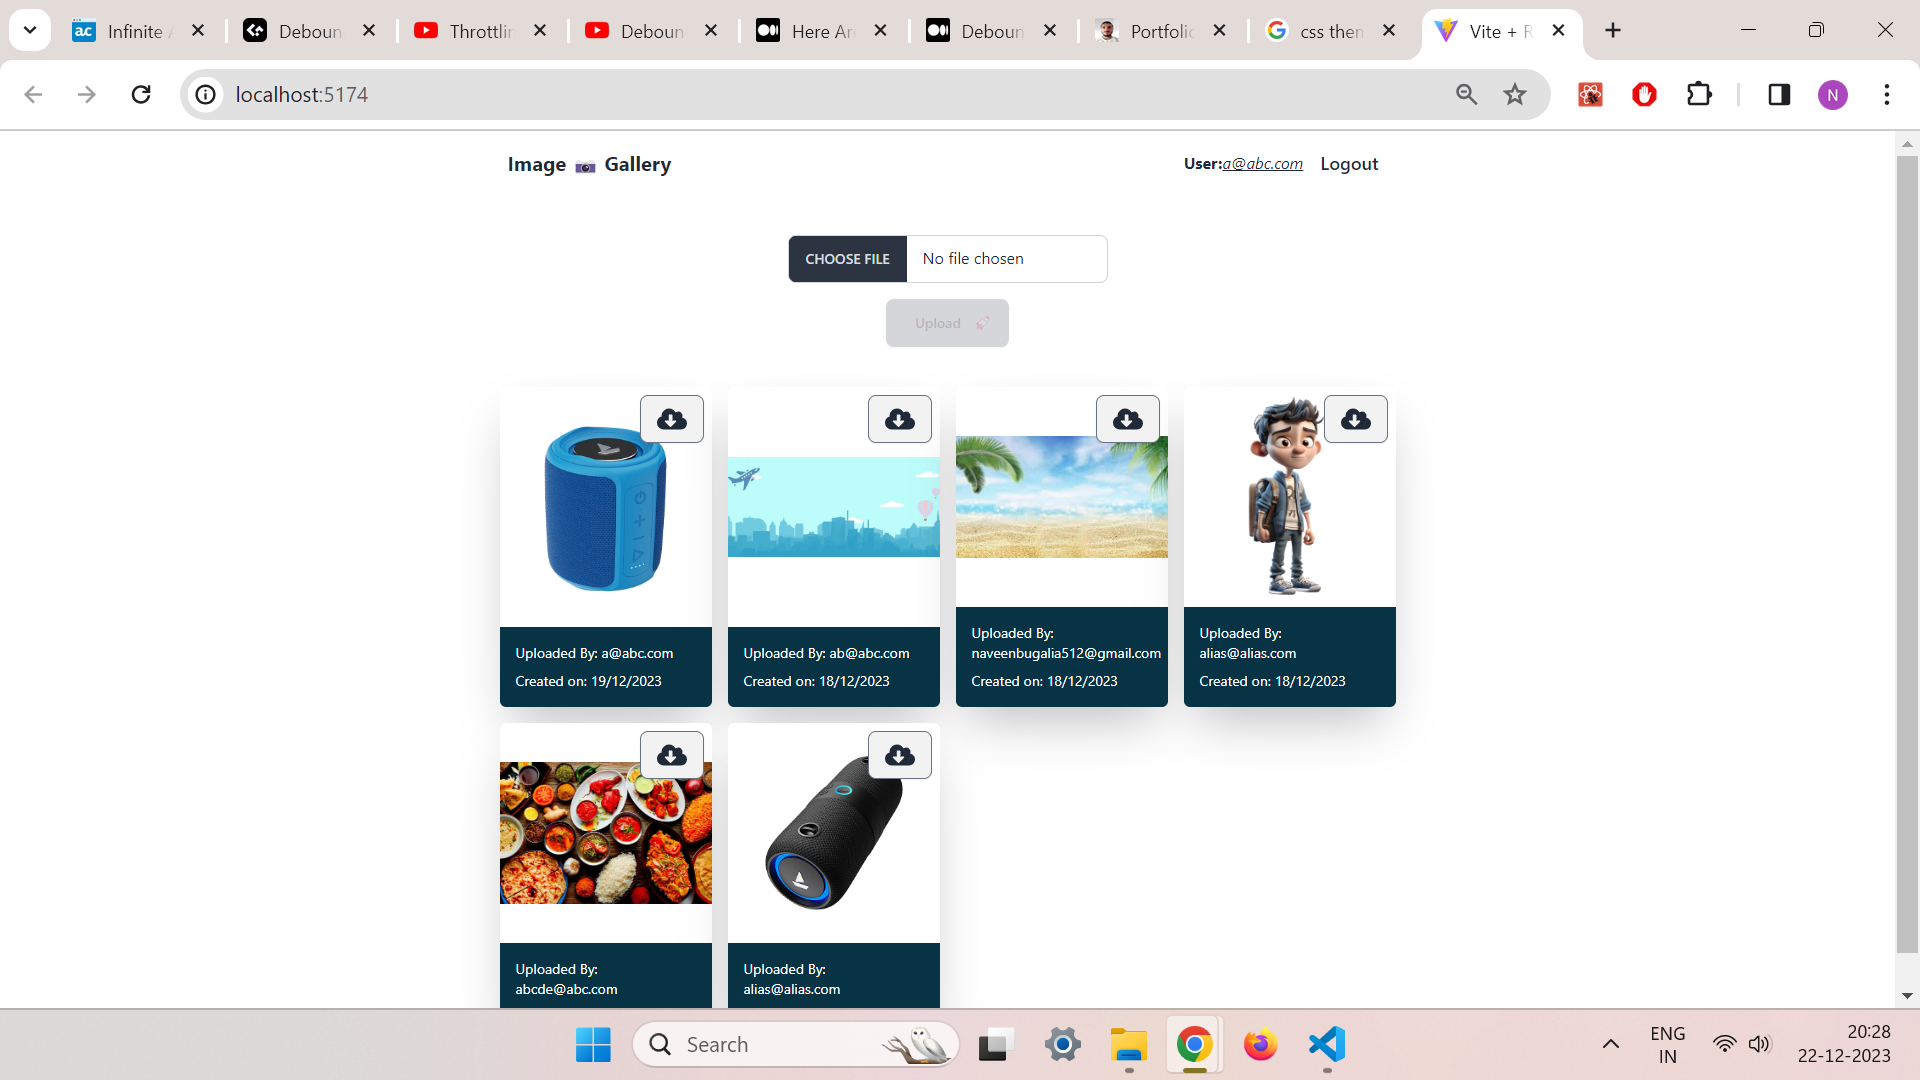 Infinite A
Deboun
Throttlin
Deboun
Here Are
Deboun
Portfolio
css them
Vite + R
localhost:5174
N
Image Gallery
User:a@abc.com
Logout
CHOOSE FILE
No file chosen
Upload
Uploaded By: a@abc.com
Created on: 19/12/2023
Uploaded By: ab@abc.com
Created on: 18/12/2023
Uploaded By:
naveenbugalia512@gmail.com
Created on: 18/12/2023
Uploaded By:
alias@alias.com
Created on: 18/12/2023
Uploaded By:
abcde@abc.com
Uploaded By:
alias@alias.com
Search
ENG
IN
20:28
22-12-2023